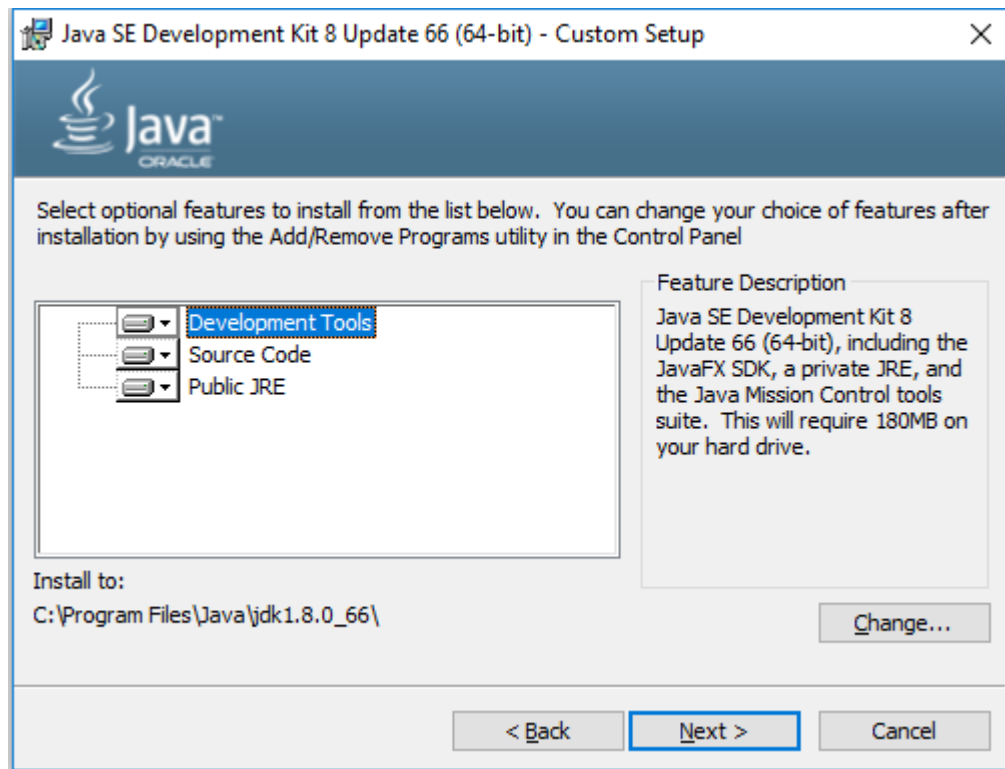 Java SE Development Kit 8 Update 66 (64-bit) - Custom Setup
Java™
ORACLE
Select optional features to install from the list below.  You can change your choice of features after
installation by using the Add/Remove Programs utility in the Control Panel
Development Tools
Source Code
Public JRE
Feature Description
Java SE Development Kit 8
Update 66 (64-bit), including the
JavaFX SDK, a private JRE, and
the Java Mission Control tools
suite.  This will require 180MB on
your hard drive.
Install to:
C:\Program Files\Java\jdk1.8.0_66\
Change...
< Back
Next >
Cancel